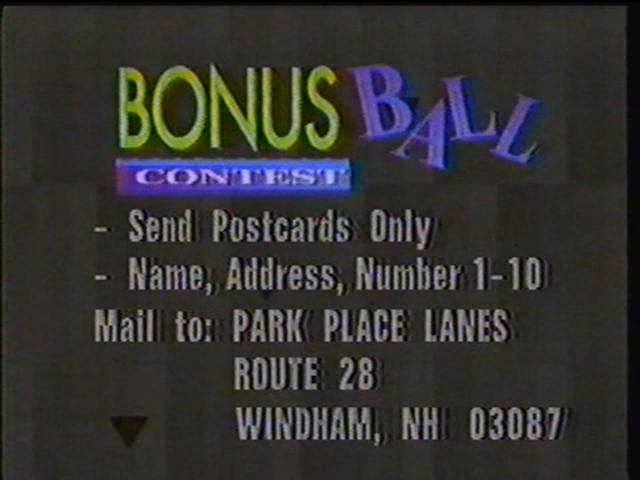 BONUS BALL
CONTEST
- Send Postcards Only
- Name, Address, Number 1-10
Mail to: PARK PLACE LANES
ROUTE 28
WINDHAM, NH 03087